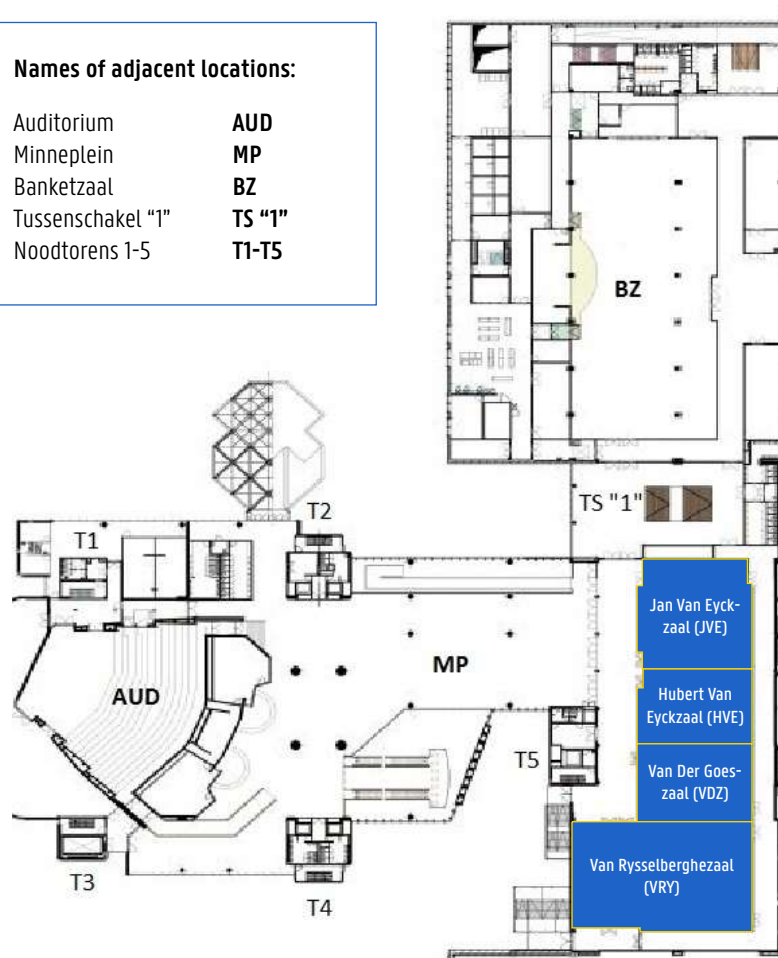 Names of adjacent locations:
Auditorium AUD
Minneplein MP
Banketzaal BZ
Tussenschakel “1” TS “1”
Noodtorens 1-5 T1-T5
BZ
TS "1"
T2
T1
Jan Van Eyck-
zaal (JVE)
MP
AUD
Hubert Van
Eyckzaal (HVE)
T5
Van Der Goes-
zaal (VDZ)
Van Rysselberghezaal
(VRY)
T3
T4